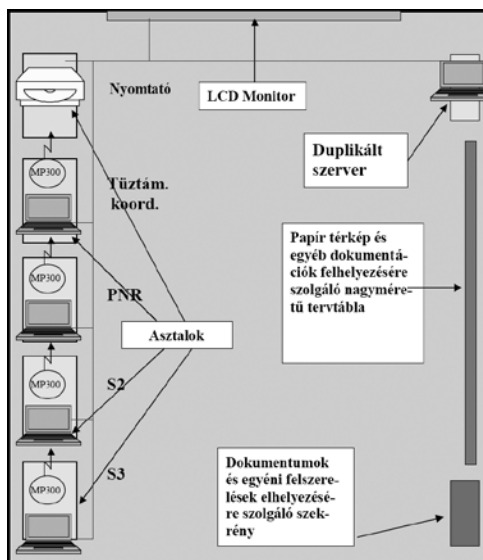 Nyomtató
LCD Monitor
Duplikált
szerver
MP300
Tüztám.
koord.
Papír térkép és
egyéb dokumentá-
ciók felhelyezésére
szolgáló nagymére-
tű tervtábla
MP300
PNR
Asztalok
MP300
S2
Dokumentumok
és egyéni felszere-
lések elhelyezésé-
re szolgáló szek-
rény
MP300
S3